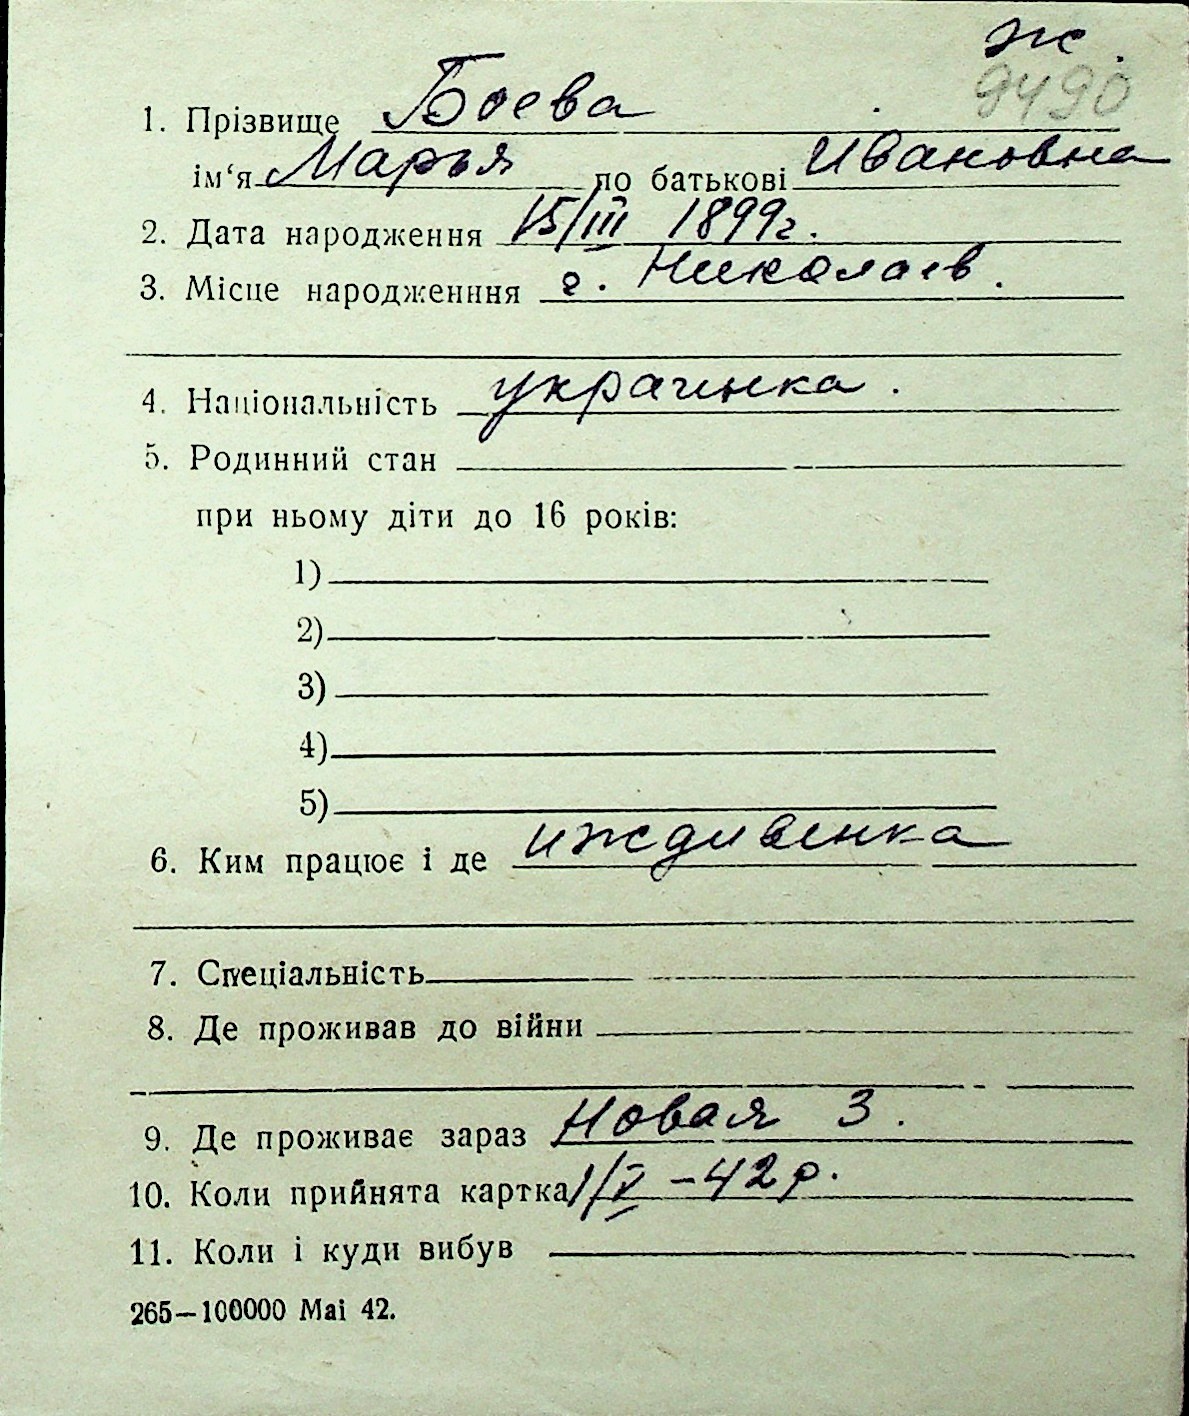 ж.
9490
1. Прізвище Боева
ім‘я Марья по батькові Ивановна
2. Дата народження 15/III 1899г.
3. Місце народженння г. Николаев.
4. Національність украинка.
5. Родинний стан
при ньому діти до 16 років:
1)
2)
3)
4)
5)
6. Ким працює і де иждивенка
7. Спеціальність
8. Де проживав до війни
9. Де проживає зараз Новая 3.
10. Коли прийнята картка 1/V –42 р.
11. Коли і куди вибув
265—100000 Mai 42.